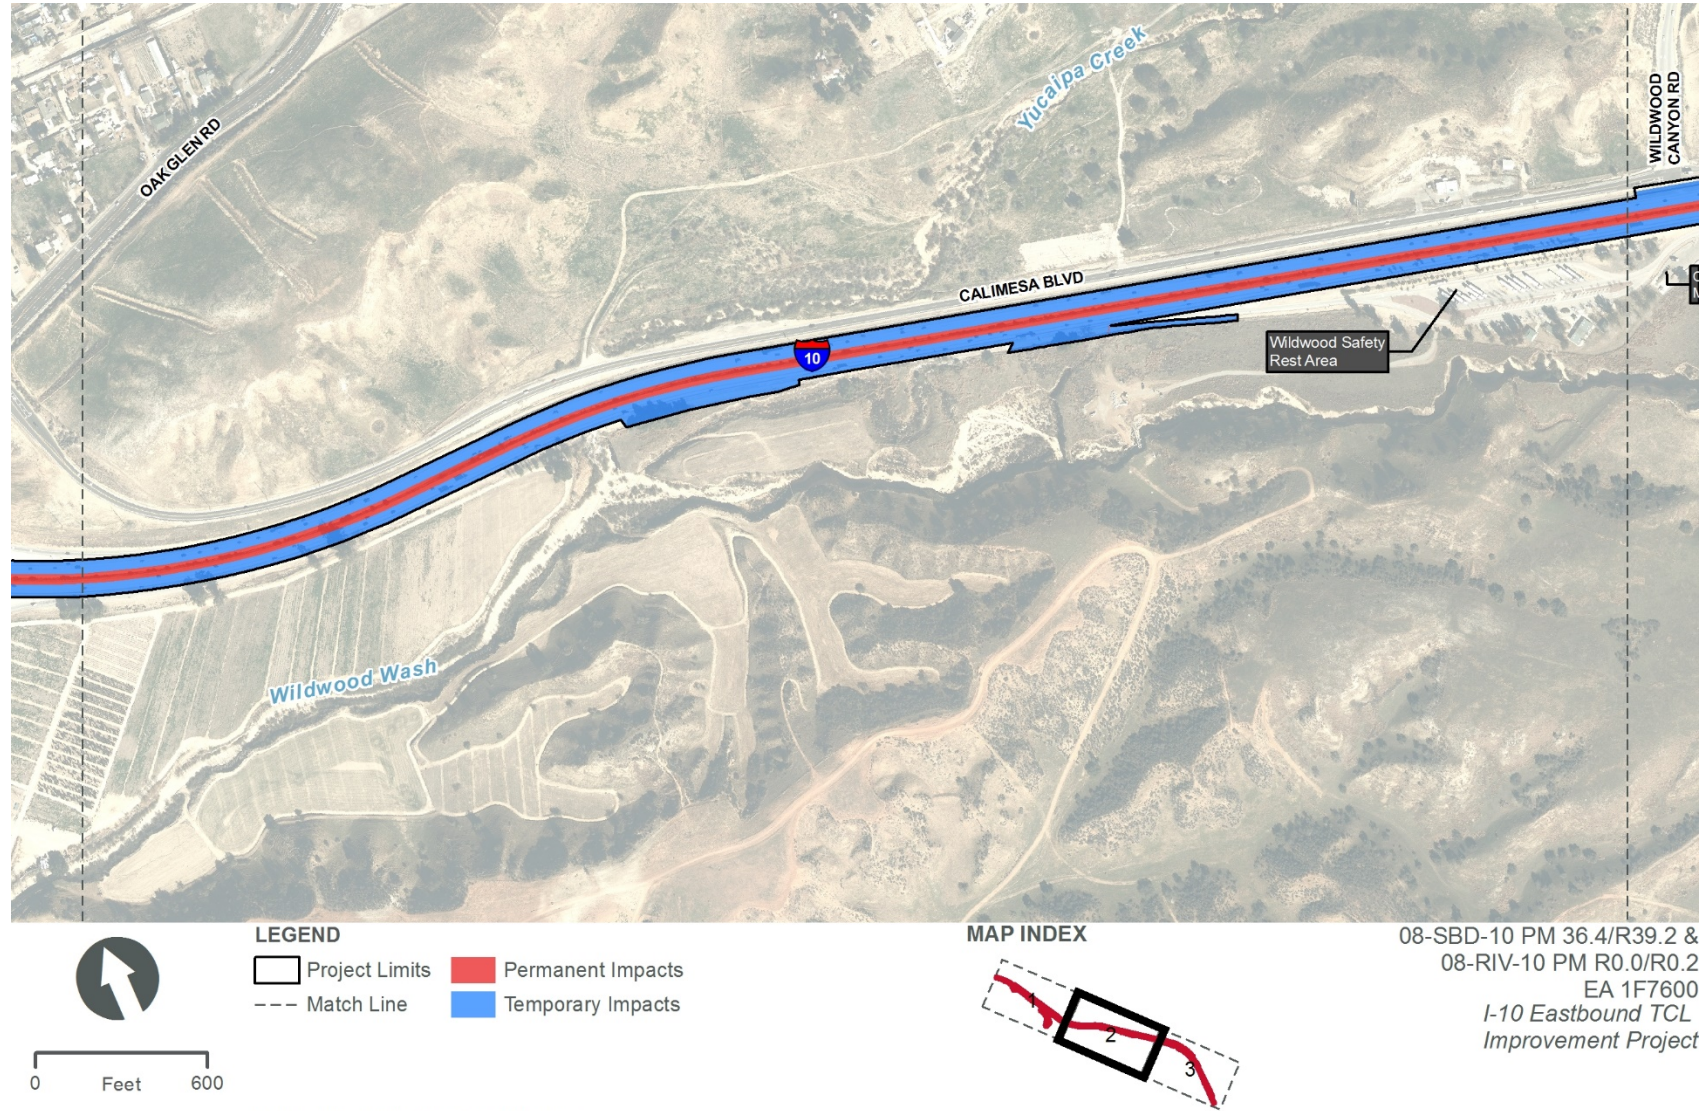 Yucaipa Creek
OAK GLEN RD
WILDWOOD
CANYON RD
CALIMESA BLVD
10
Wildwood Safety
Rest Area
Wildwood Wash
LEGEND
Project Limits
Permanent Impacts
Match Line
Temporary Impacts
0 Feet 600
MAP INDEX
1
2
3
08-SBD-10 PM 36.4/R39.2 &
08-RIV-10 PM R0.0/R0.2
EA 1F7600
I-10 Eastbound TCL
Improvement Project